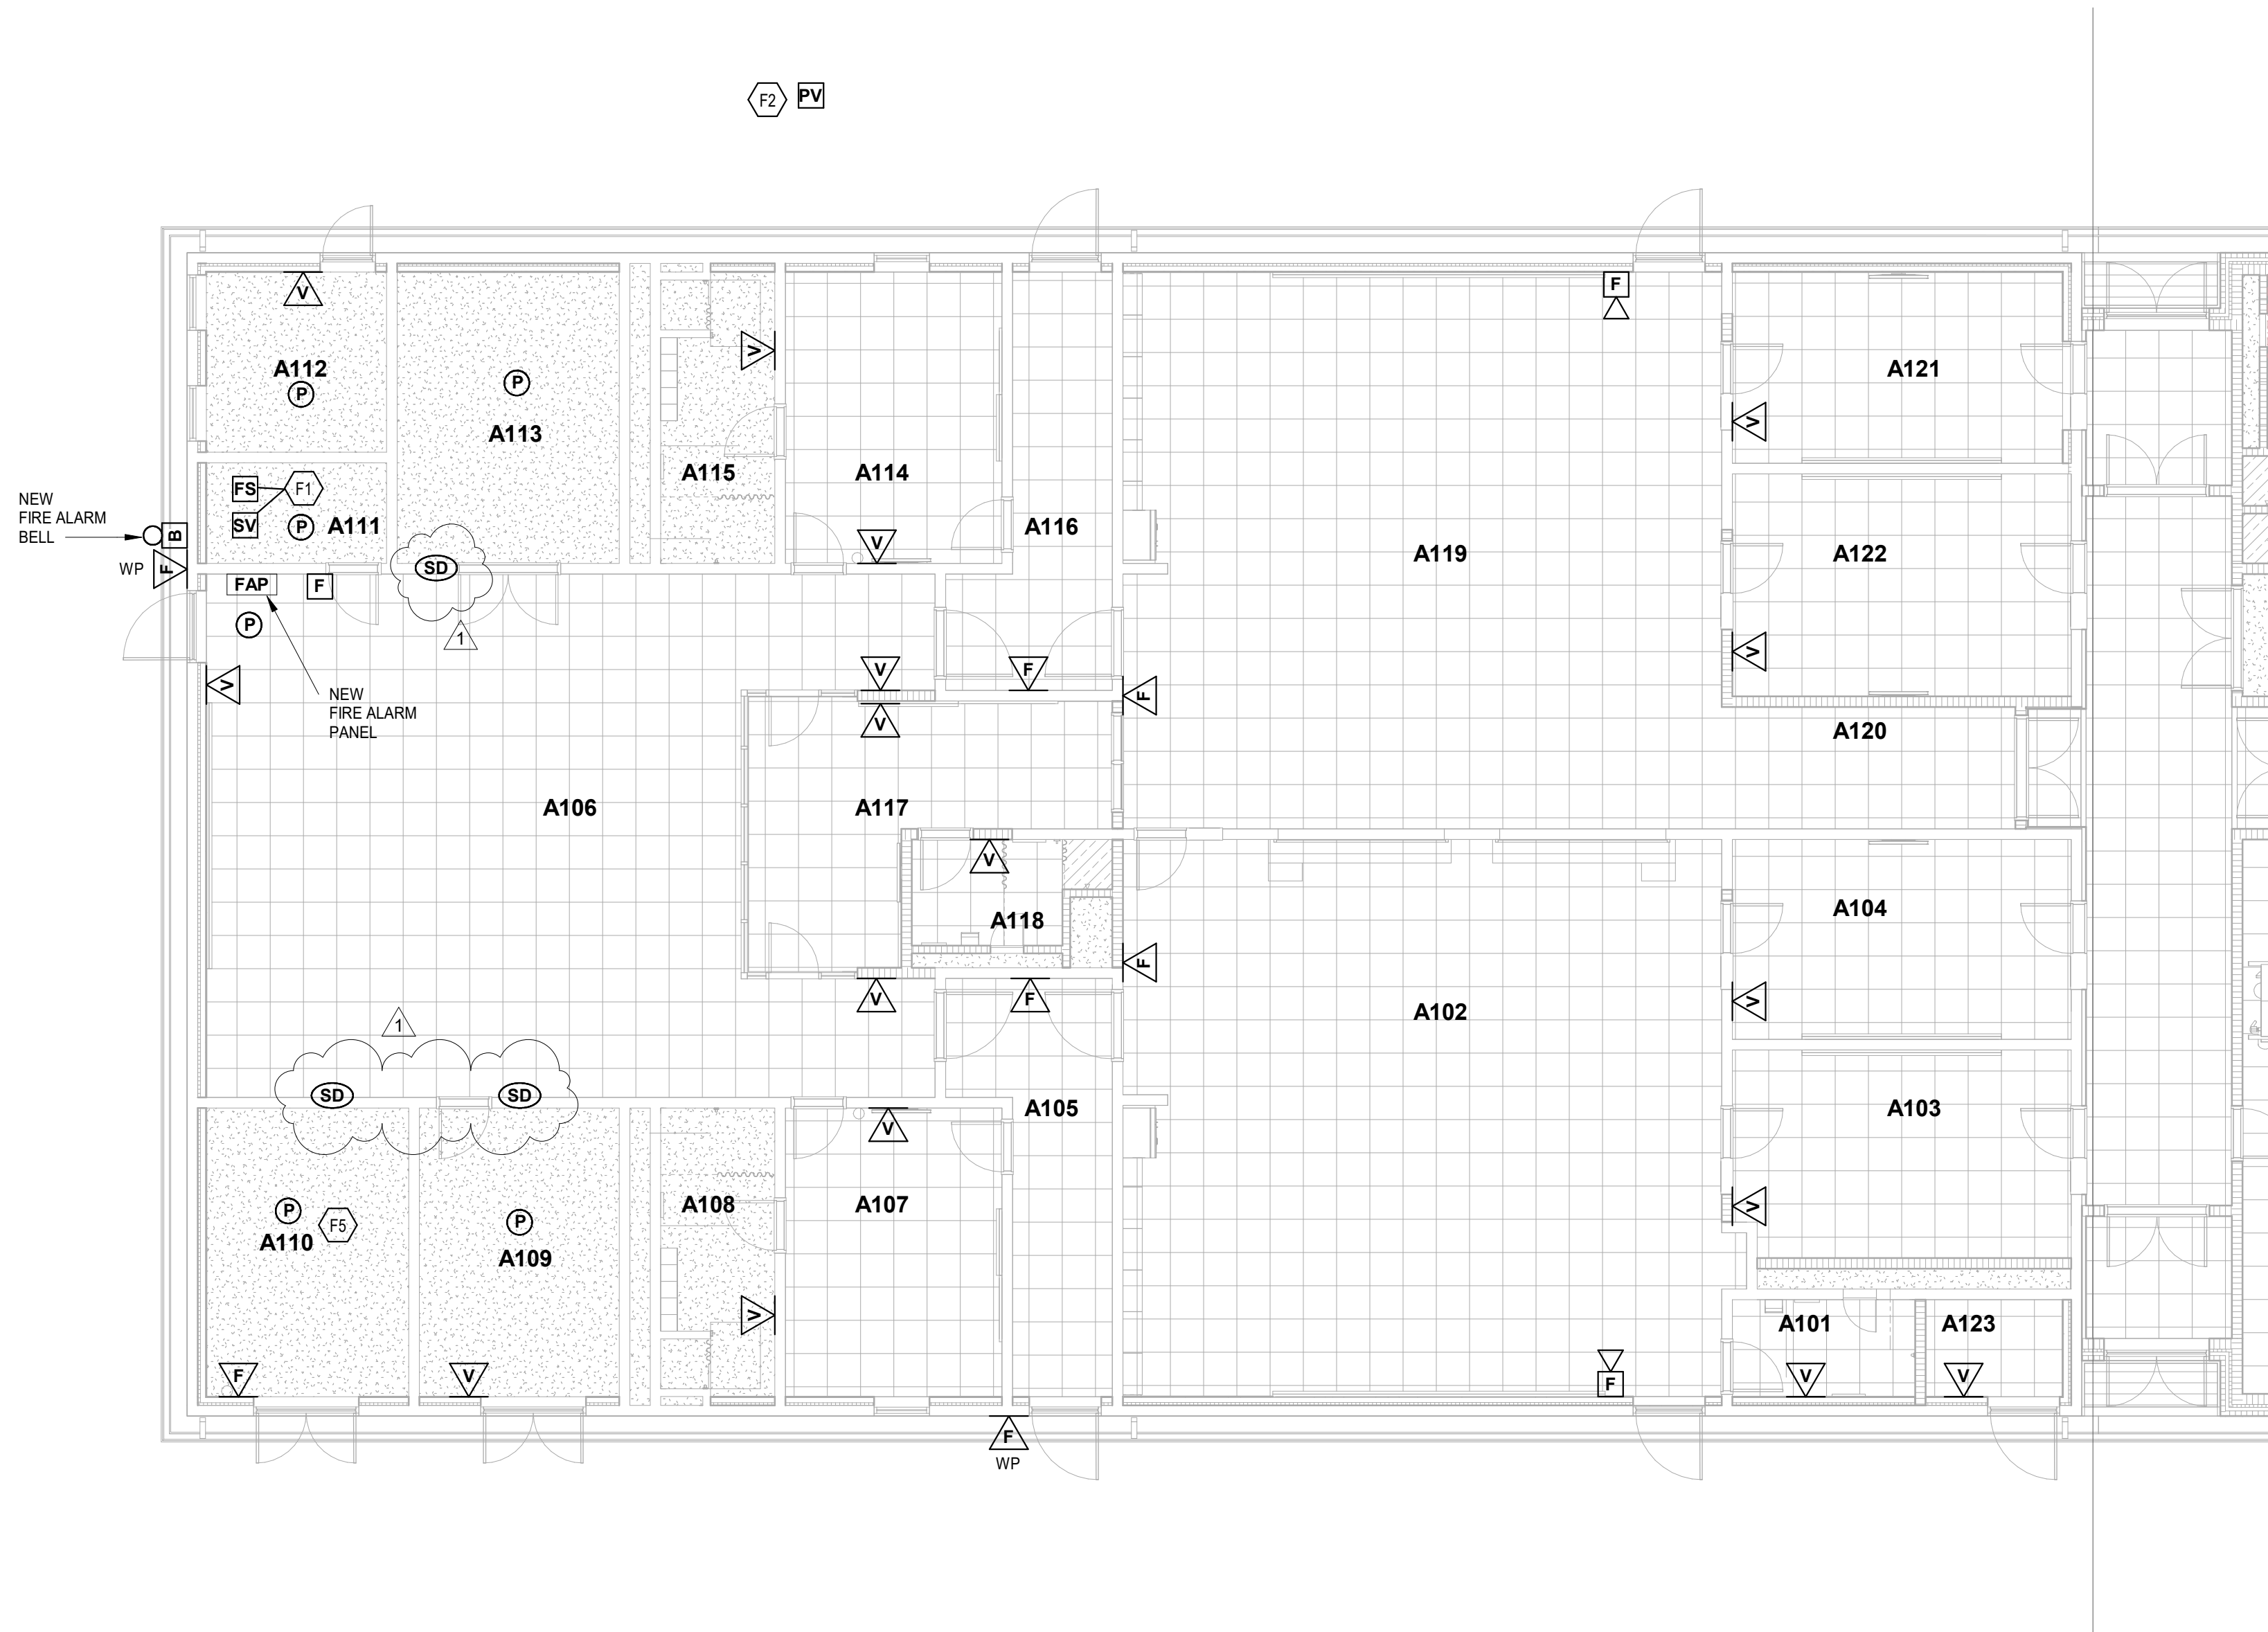 F2 PV
F
V
A112
P
P
A113
V
A121
A114
A115
V
FS F1
SV P A111
NEW
FIRE ALARM
BELL
B
WP F
SD
V
A116
A119
A122
FAP F
P
1
V
V
F
V
F
V
NEW
FIRE ALARM
PANEL
V
A120
A106
A117
V
A118
A104
F
V
F
V
A102
1
SD SD
V
A105
A103
P
A110 F5
P
A109
A108
A107
V
V
A101
A123
F
V
F
V
V
F
WP